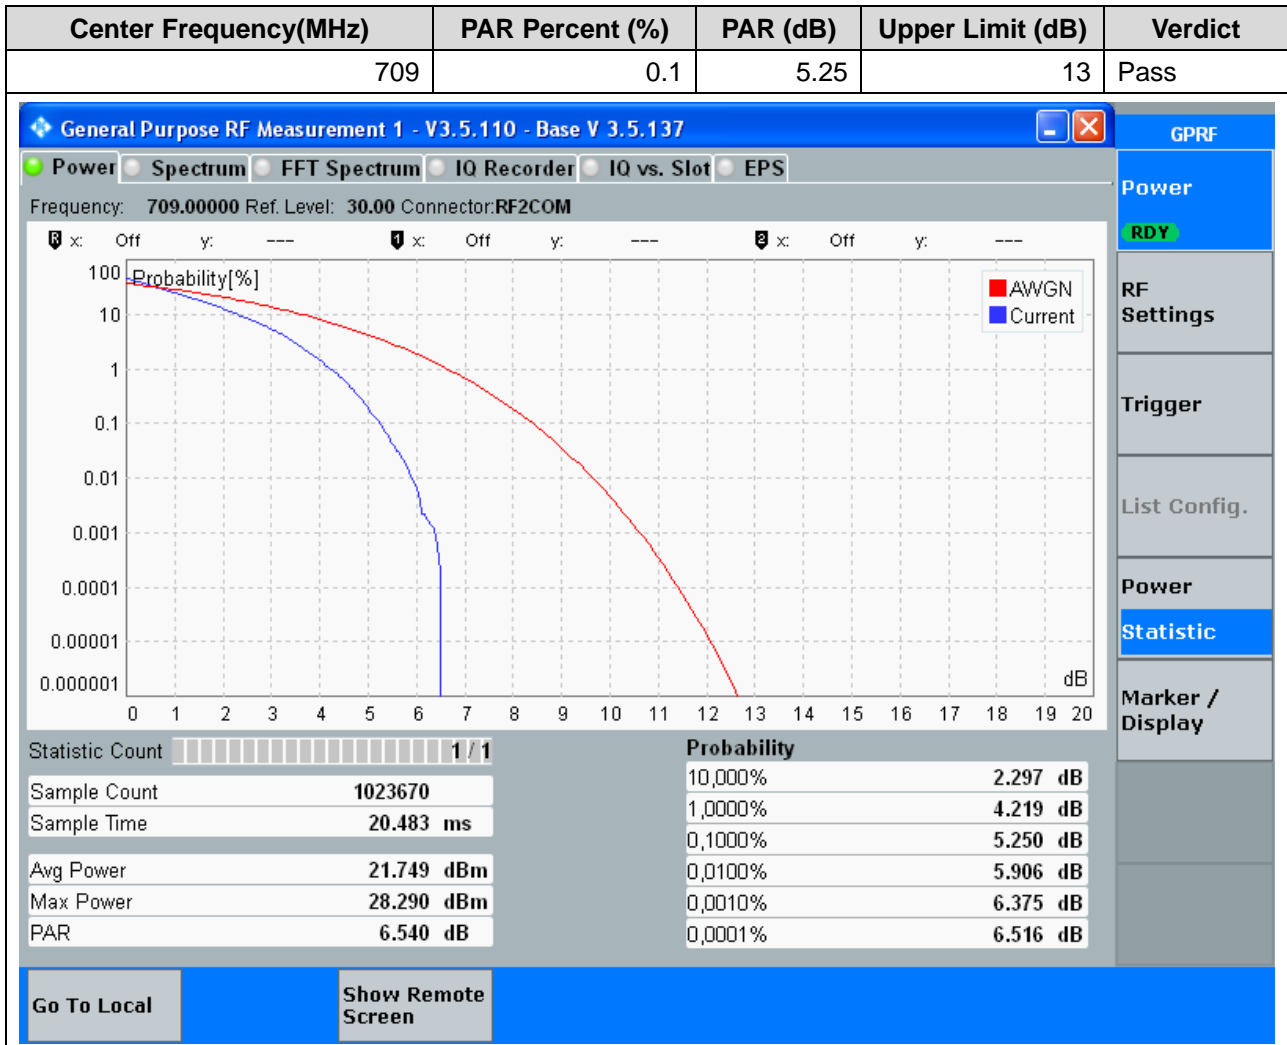 Center Frequency(MHz) PAR Percent (%) PAR (dB) Upper Limit (dB) Verdict
709 0.1 5.25 13 Pass
General Purpose RF Measurement 1 - V3.5.110 - Base V 3.5.137
GPRF
Power Spectrum FFT Spectrum IQ Recorder IQ vs. Slot EPS
Frequency: 709.00000 Ref. Level: 30.00 Connector:RF2COM
R x: Off y: --- 1 x: Off y: --- 2 x: Off y: ---
Probability[%]
AWGN
Current
100
10
1
0.1
0.01
0.001
0.0001
0.00001
0.000001
dB
0 1 2 3 4 5 6 7 8 9 10 11 12 13 14 15 16 17 18 19 20
Statistic Count 1 / 1
Sample Count 1023670
Sample Time 20.483 ms
Avg Power 21.749 dBm
Max Power 28.290 dBm
PAR 6.540 dB
Probability
10,000% 2.297 dB
1,0000% 4.219 dB
0,1000% 5.250 dB
0,0100% 5.906 dB
0,0010% 6.375 dB
0,0001% 6.516 dB
Power
RDY
RF
Settings
Trigger
List Config.
Power
Statistic
Marker /
Display
Go To Local
Show Remote
Screen